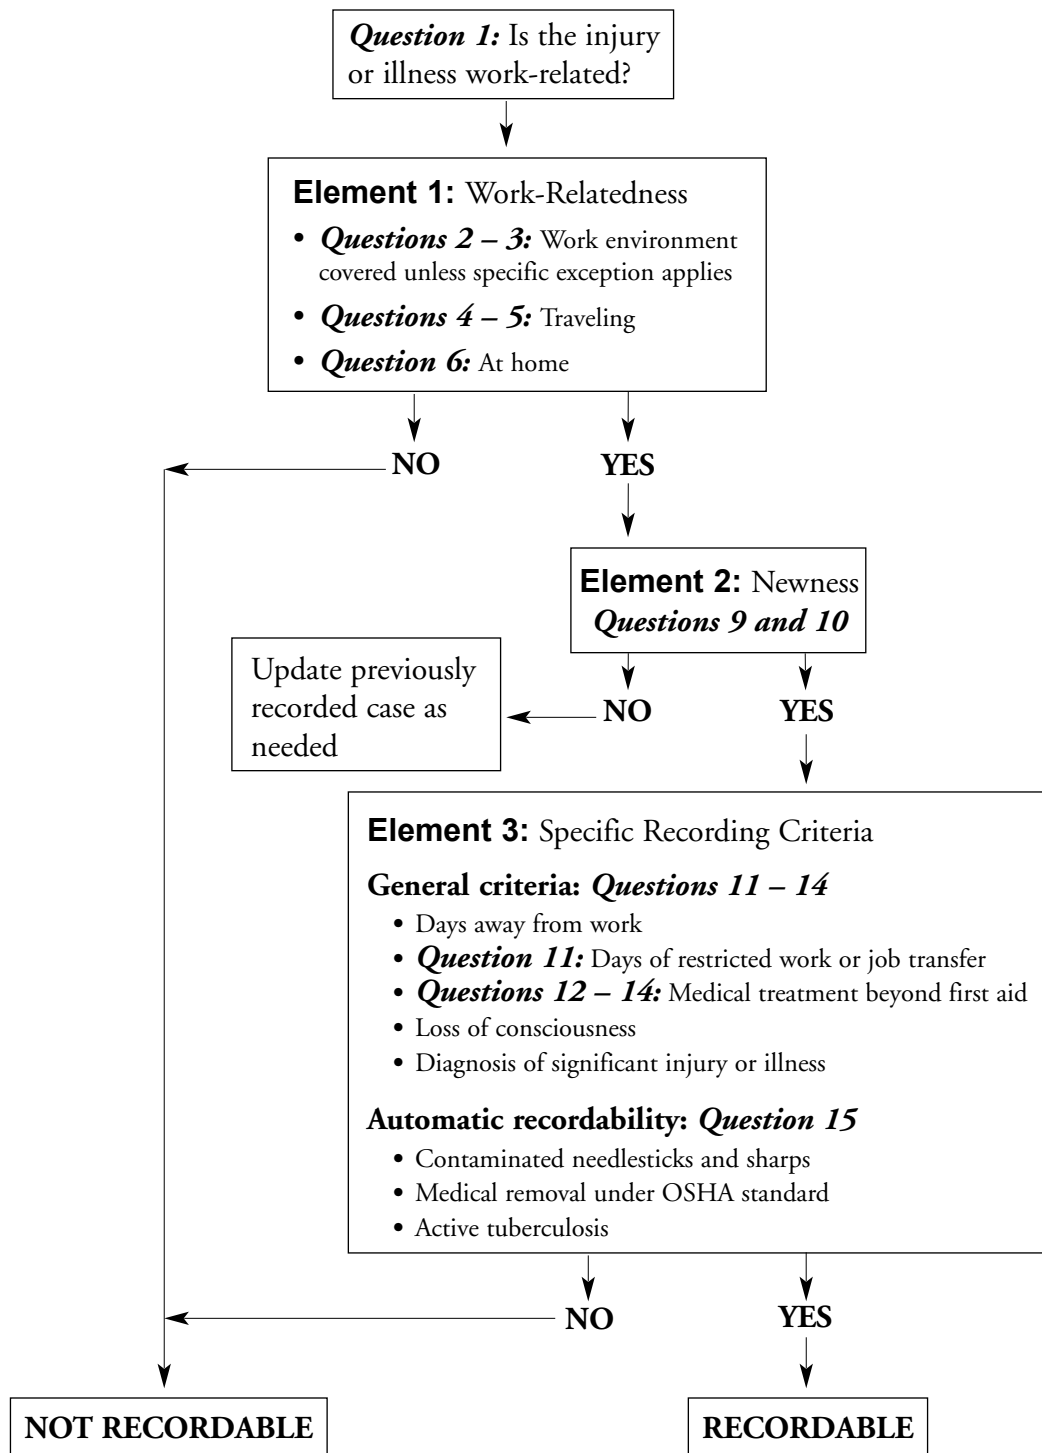 Question 1: Is the injury
or illness work-related?
Element 1: Work-Relatedness
• Questions 2 – 3: Work environment
covered unless specific exception applies
• Questions 4 – 5: Traveling
• Question 6: At home
NO
YES
Element 2: Newness
Questions 9 and 10
Update previously
recorded case as
needed
NO
YES
Element 3: Specific Recording Criteria
General criteria: Questions 11 – 14
• Days away from work
• Question 11: Days of restricted work or job transfer
• Questions 12 – 14: Medical treatment beyond first aid
• Loss of consciousness
• Diagnosis of significant injury or illness
Automatic recordability: Question 15
• Contaminated needlesticks and sharps
• Medical removal under OSHA standard
• Active tuberculosis
NO
YES
NOT RECORDABLE
RECORDABLE